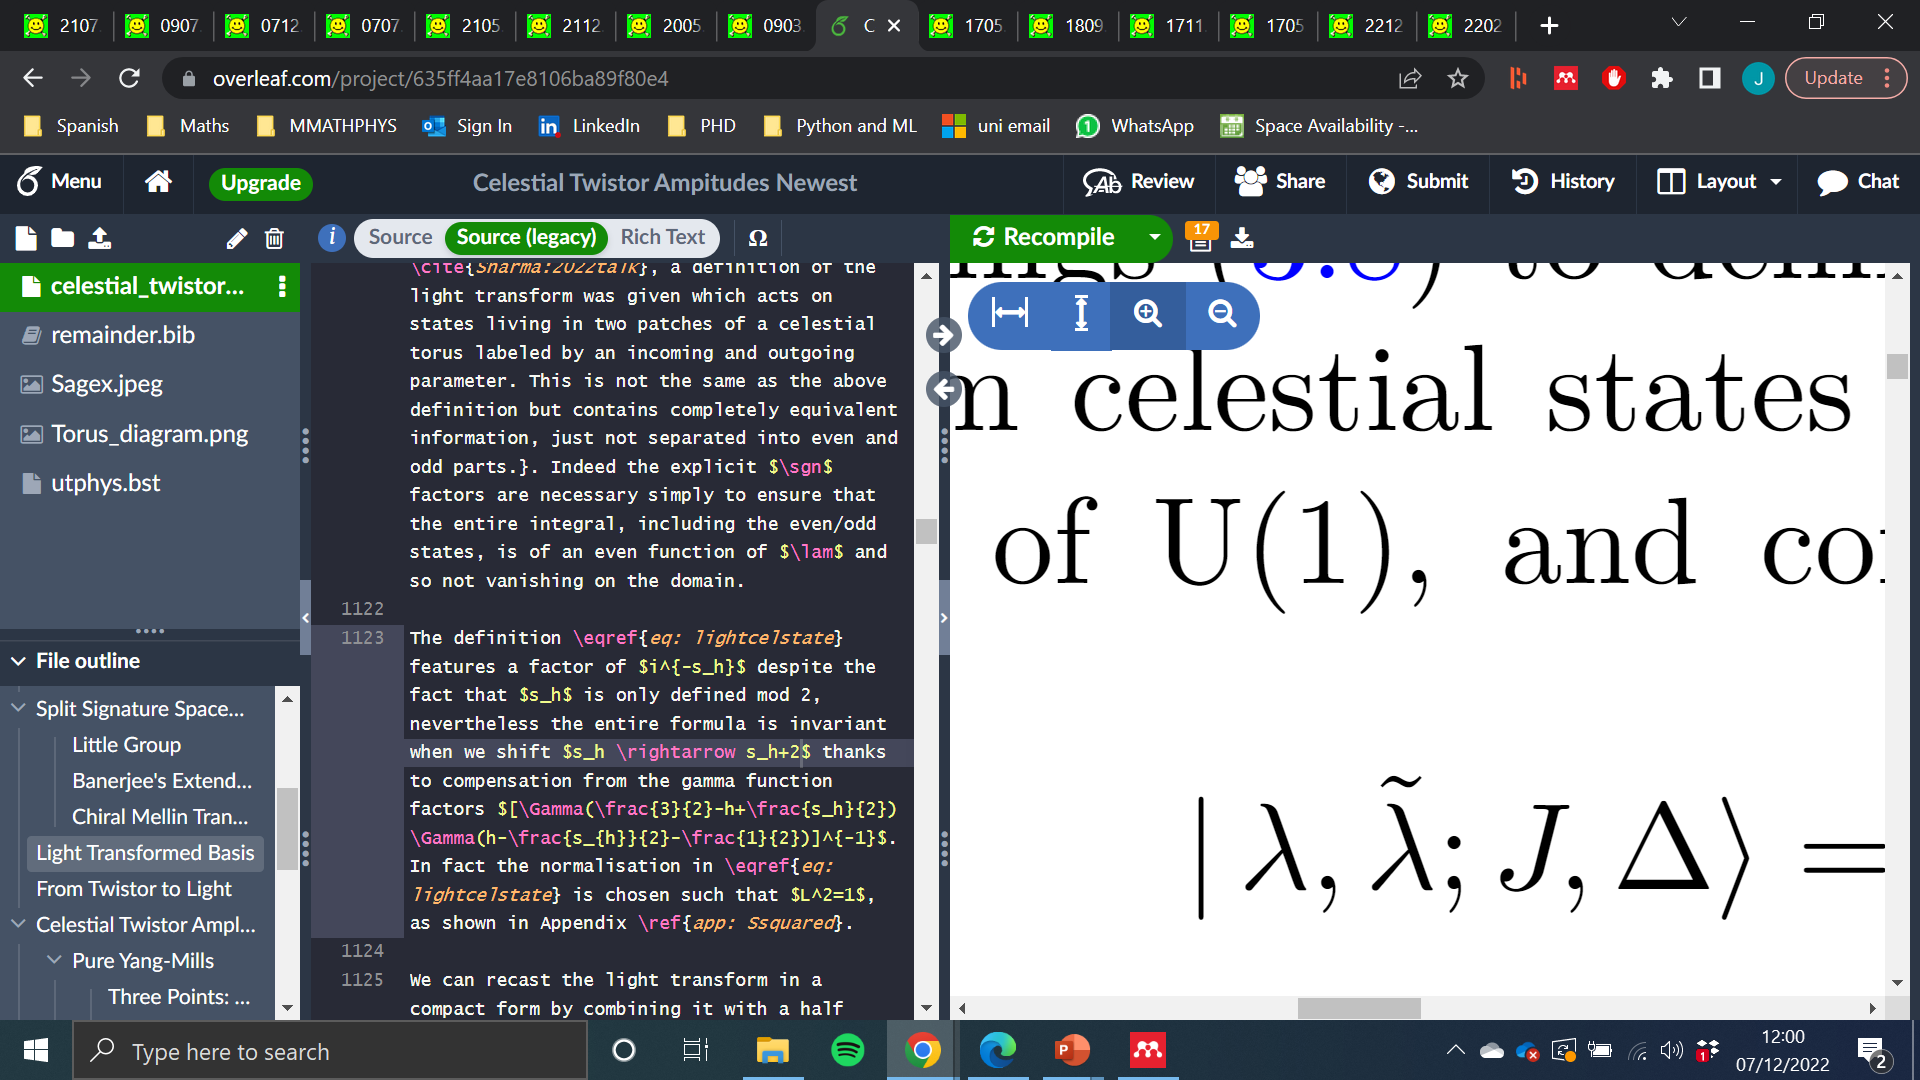 2107
0907
0712
0707
2105
2112
2005
0903
C
1705
1809
1711
1705
2212
2202
overleaf.com/project/635ff4aa17e8106ba89f80e4
J
Update
Spanish
Maths
MMATHPHYS
Sign In
LinkedIn
PHD
Python and ML
uni email
WhatsApp
Space Availability -...
Menu
Upgrade
Celestial Twistor Ampitudes Newest
Review
Share
Submit
History
Layout
Chat
Source
Source (legacy)
Rich Text
Ω
Recompile
17
celestial_twistor...
remainder.bib
Sagex.jpeg
Torus_diagram.png
utphys.bst
File outline
Split Signature Space...
Little Group
Banerjee's Extend...
Chiral Mellin Tran...
Light Transformed Basis
From Twistor to Light
Celestial Twistor Ampl...
Pure Yang-Mills
Three Points: ...
\cite{Sharma:2022talk}, a definition of the
light transform was given which acts on
states living in two patches of a celestial
torus labeled by an incoming and outgoing
parameter. This is not the same as the above
definition but contains completely equivalent
information, just not separated into even and
odd parts.}. Indeed the explicit $\sgn$
factors are necessary simply to ensure that
the entire integral, including the even/odd
states, is of an even function of $\lam$ and
so not vanishing on the domain.
1122
1123 The definition \eqref{eq: lightcelstate}
features a factor of $i^{-s_h}$ despite the
fact that $s_h$ is only defined mod 2,
nevertheless the entire formula is invariant
when we shift $s_h \rightarrow s_h+2$ thanks
to compensation from the gamma function
factors $[\Gamma(\frac{3}{2}-h+\frac{s_h}{2})
\Gamma(h-\frac{s_{h}}{2}-\frac{1}{2})]^{-1}$.
In fact the normalisation in \eqref{eq:
lightcelstate} is chosen such that $L^2=1$,
as shown in Appendix \ref{app: Ssquared}.
1124
1125 We can recast the light transform in a
compact form by combining it with a half
m celestial states
of U(1), and co
| λ, λ̃; J, Δ⟩ =
Type here to search
12:00
07/12/2022
2